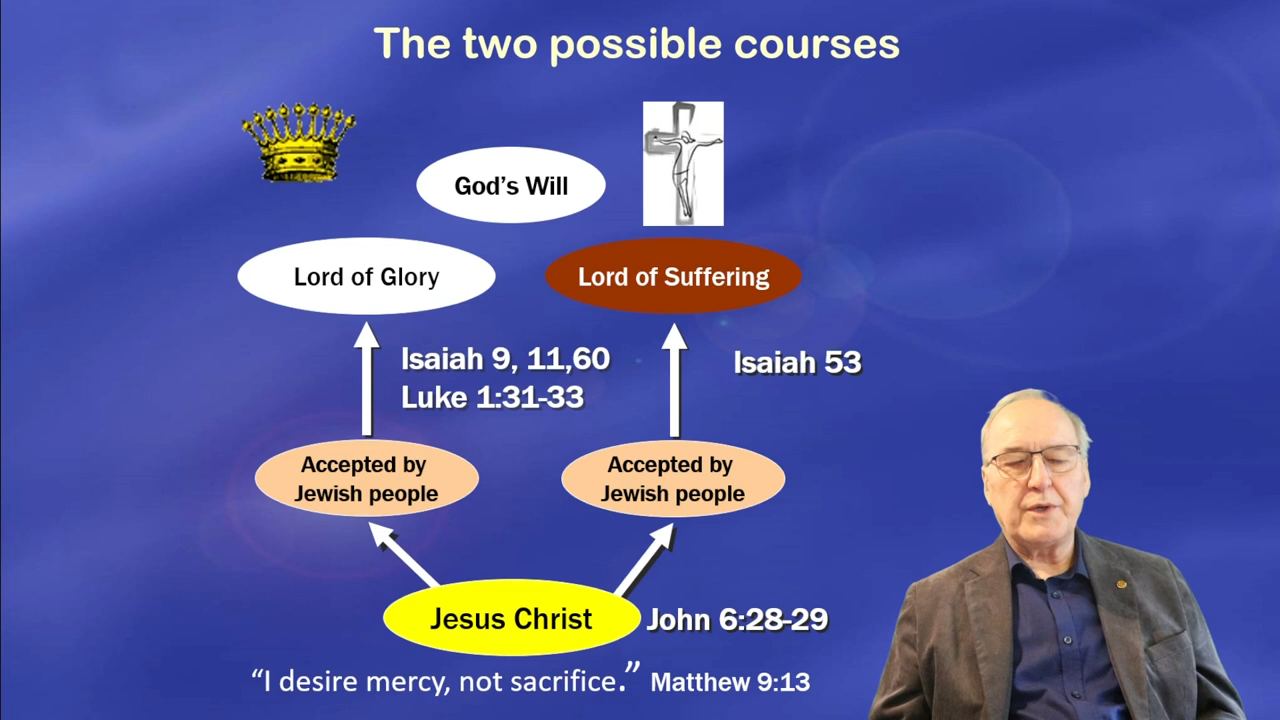 The two possible courses
God's Will
Lord of Glory
Lord of Suffering
Isaiah 9, 11,60
Luke 1:31-33
Isaiah 53
Accepted by
Jewish people
Accepted by
Jewish people
Jesus Christ
John 6:28-29
“I desire mercy, not sacrifice.” Matthew 9:13